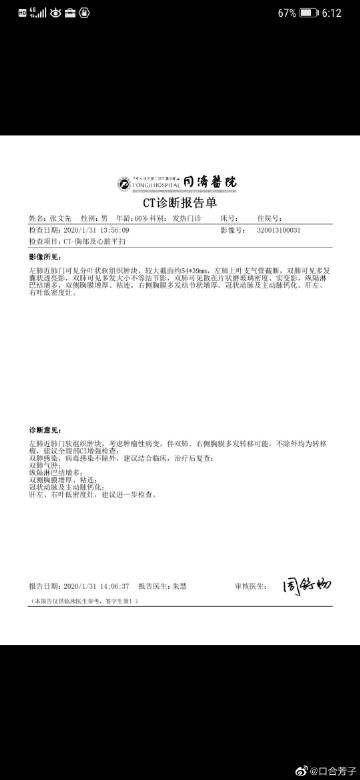 67% 6:12
TONGJI HOSPITAL 同濟醫院
CT诊断报告单
姓名：张文先 性别：男 年龄：60岁 科别：发热门诊 床号： 住院号：
检查日期：2020/1/31 13:56:09 影像号：320013100031
检查项目：CT-胸部及心脏平扫
影像所见：
左肺近肺门可见分叶状软组织肿块，较大截面约54*39mm，左肺上叶支气管截断，双肺可见多发
囊状透亮影，双肺可见多发大小不等结节影，双肺可见散在片状磨玻璃密度、实变影，纵隔淋
巴结增多，双侧胸膜增厚、粘连，右侧胸膜多发结节状增厚、冠状动脉及主动脉钙化，肝左、
右叶低密度灶。
诊断意见：
左肺近肺门软组织肿块，考虑肿瘤性病变，伴双肺、右侧胸膜多发转移可能，不除外均为转移
瘤，建议全腹部CT增强检查；
双肺感染，病毒感染不除外，建议结合临床，治疗后复查；
双肺气肿；
纵隔淋巴结增多；
双侧胸膜增厚、粘连；
冠状动脉及主动脉钙化；
肝左、右叶低密度灶，建议进一步检查。
报告日期：2020/1/31 14:06:37 报告医生：朱慧 审核医生：
（本报告仅供临床医生参考，签字生效！）
@口合芳子